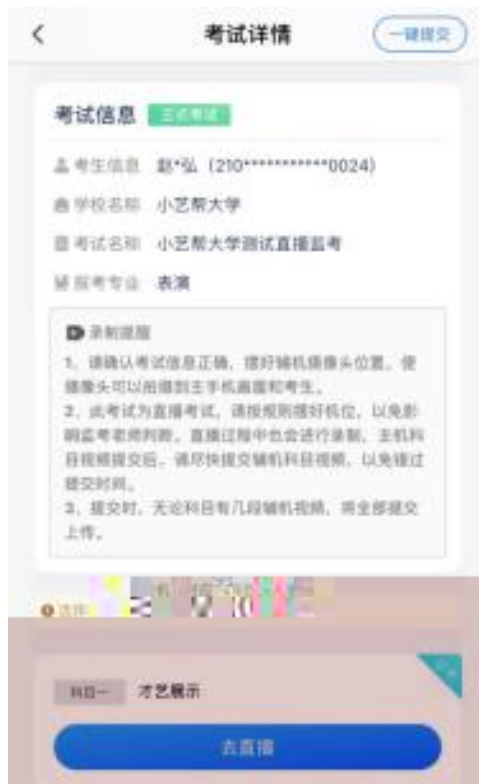 考试详情
一键提交
考试信息 正式考试
考生信息 赵*弘 (210***********0024)
学校名称 小艺帮大学
考试名称 小艺帮大学测试直播监考
报考专业 表演
录制提醒
1、请确认考试信息正确，摆好辅机摄像头位置，使
摄像头可以拍摄到主手机画面和考生。
2、此考试为直播考试，请按规则摆好机位，以免影
响监考老师判断。直播过程中也会进行录制，主机科
目视频提交后，请尽快提交辅机科目视频，以免错过
提交时间。
3、提交时，无论科目有几段辅机视频，将全部提交
上传。
科目一 才艺展示
去直播